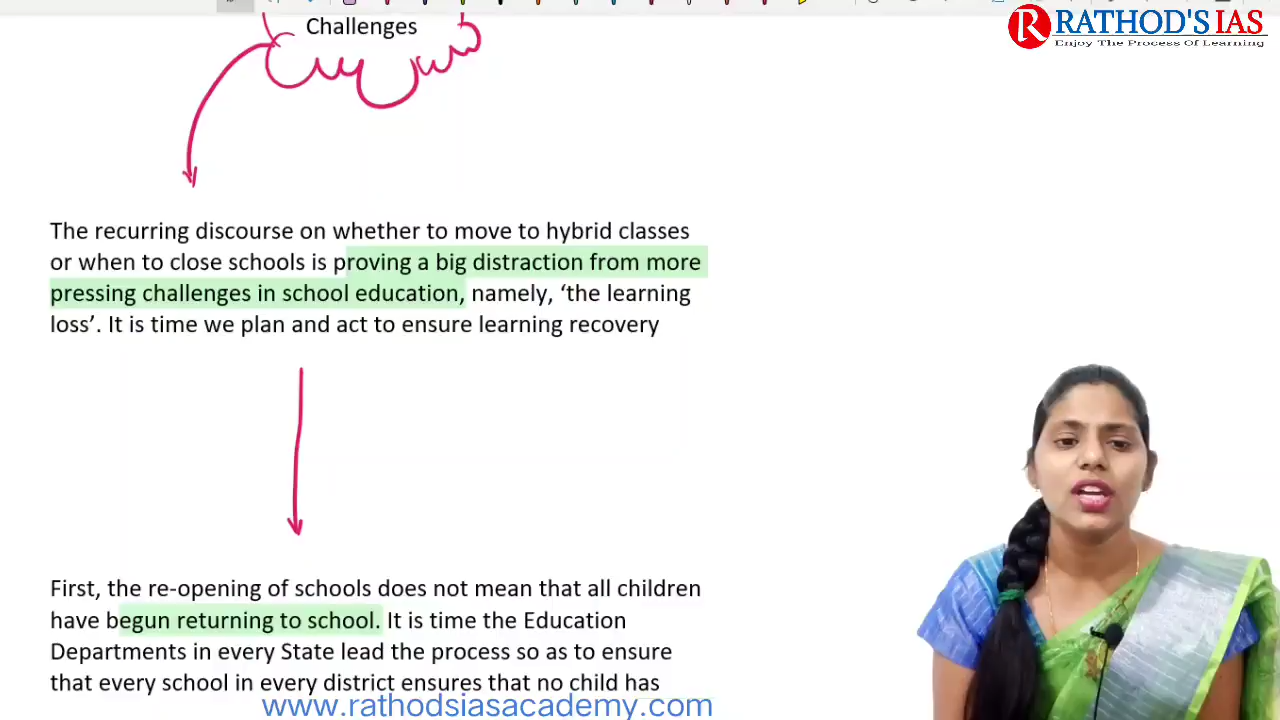 Challenges
RATHOD'S IAS
Enjoy The Process Of Learning
The recurring discourse on whether to move to hybrid classes
or when to close schools is proving a big distraction from more
pressing challenges in school education, namely, ‘the learning
loss’. It is time we plan and act to ensure learning recovery
First, the re-opening of schools does not mean that all children
have begun returning to school. It is time the Education
Departments in every State lead the process so as to ensure
that every school in every district ensures that no child has
www.rathodsiasacademy.com